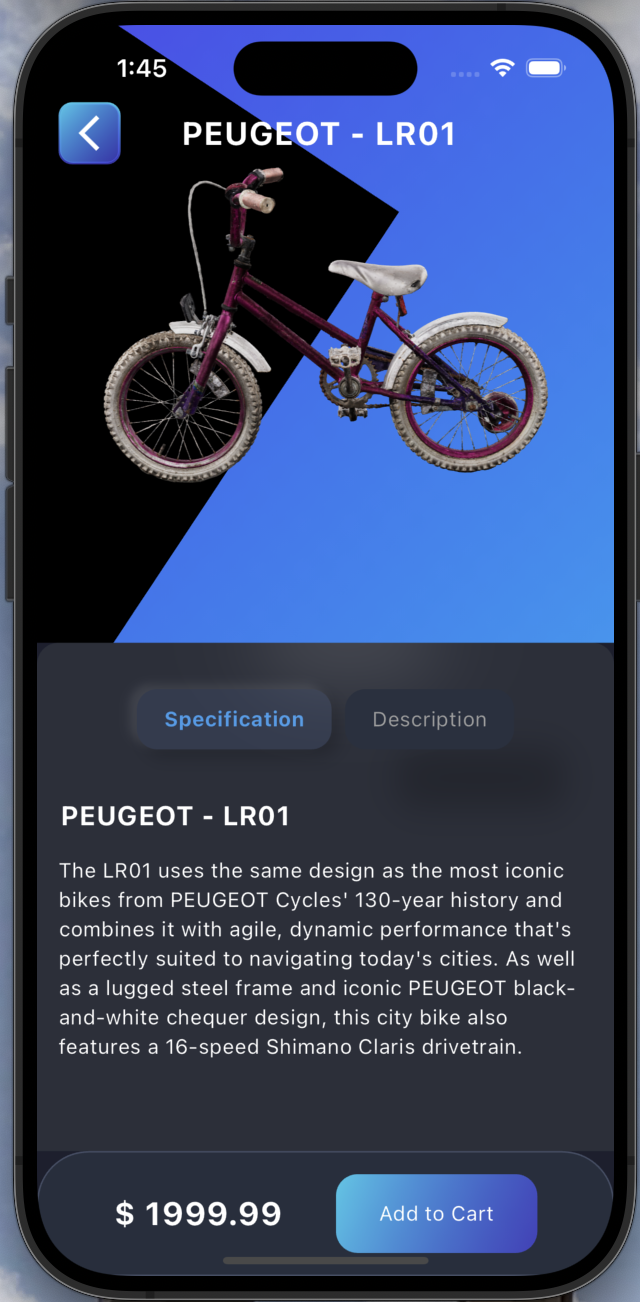 1:45
PEUGEOT - LR01
Specification
Description
PEUGEOT - LR01
The LR01 uses the same design as the most iconic
bikes from PEUGEOT Cycles' 130-year history and
combines it with agile, dynamic performance that's
perfectly suited to navigating today's cities. As well
as a lugged steel frame and iconic PEUGEOT black-
and-white chequer design, this city bike also
features a 16-speed Shimano Claris drivetrain.
$ 1999.99
Add to Cart